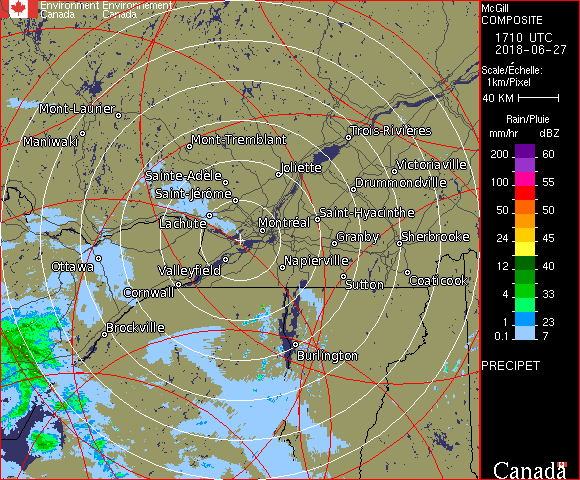 Environment Environnement
Canada Canada
Mont-Laurier
Maniwaki
Mont-Tremblant
Trois-Rivières
Sainte-Adèle
Joliette
Victoriaville
Saint-Jérôme
Drummondville
Lachute
Montréal
Saint-Hyacinthe
Granby
Sherbrooke
Ottawa
Valleyfield
Napierville
Cornwall
Sutton
Coaticook
Brockville
Burlington
McGill
COMPOSITE
1710 UTC
2018-06-27
Scale/Échelle:
1km/Pixel
40 KM
Rain/Pluie
mm/hr dBZ
200 60
55
100 55
50 50
24 45
12 40
4 33
1 23
0.1 7
PRECIPET
Canada